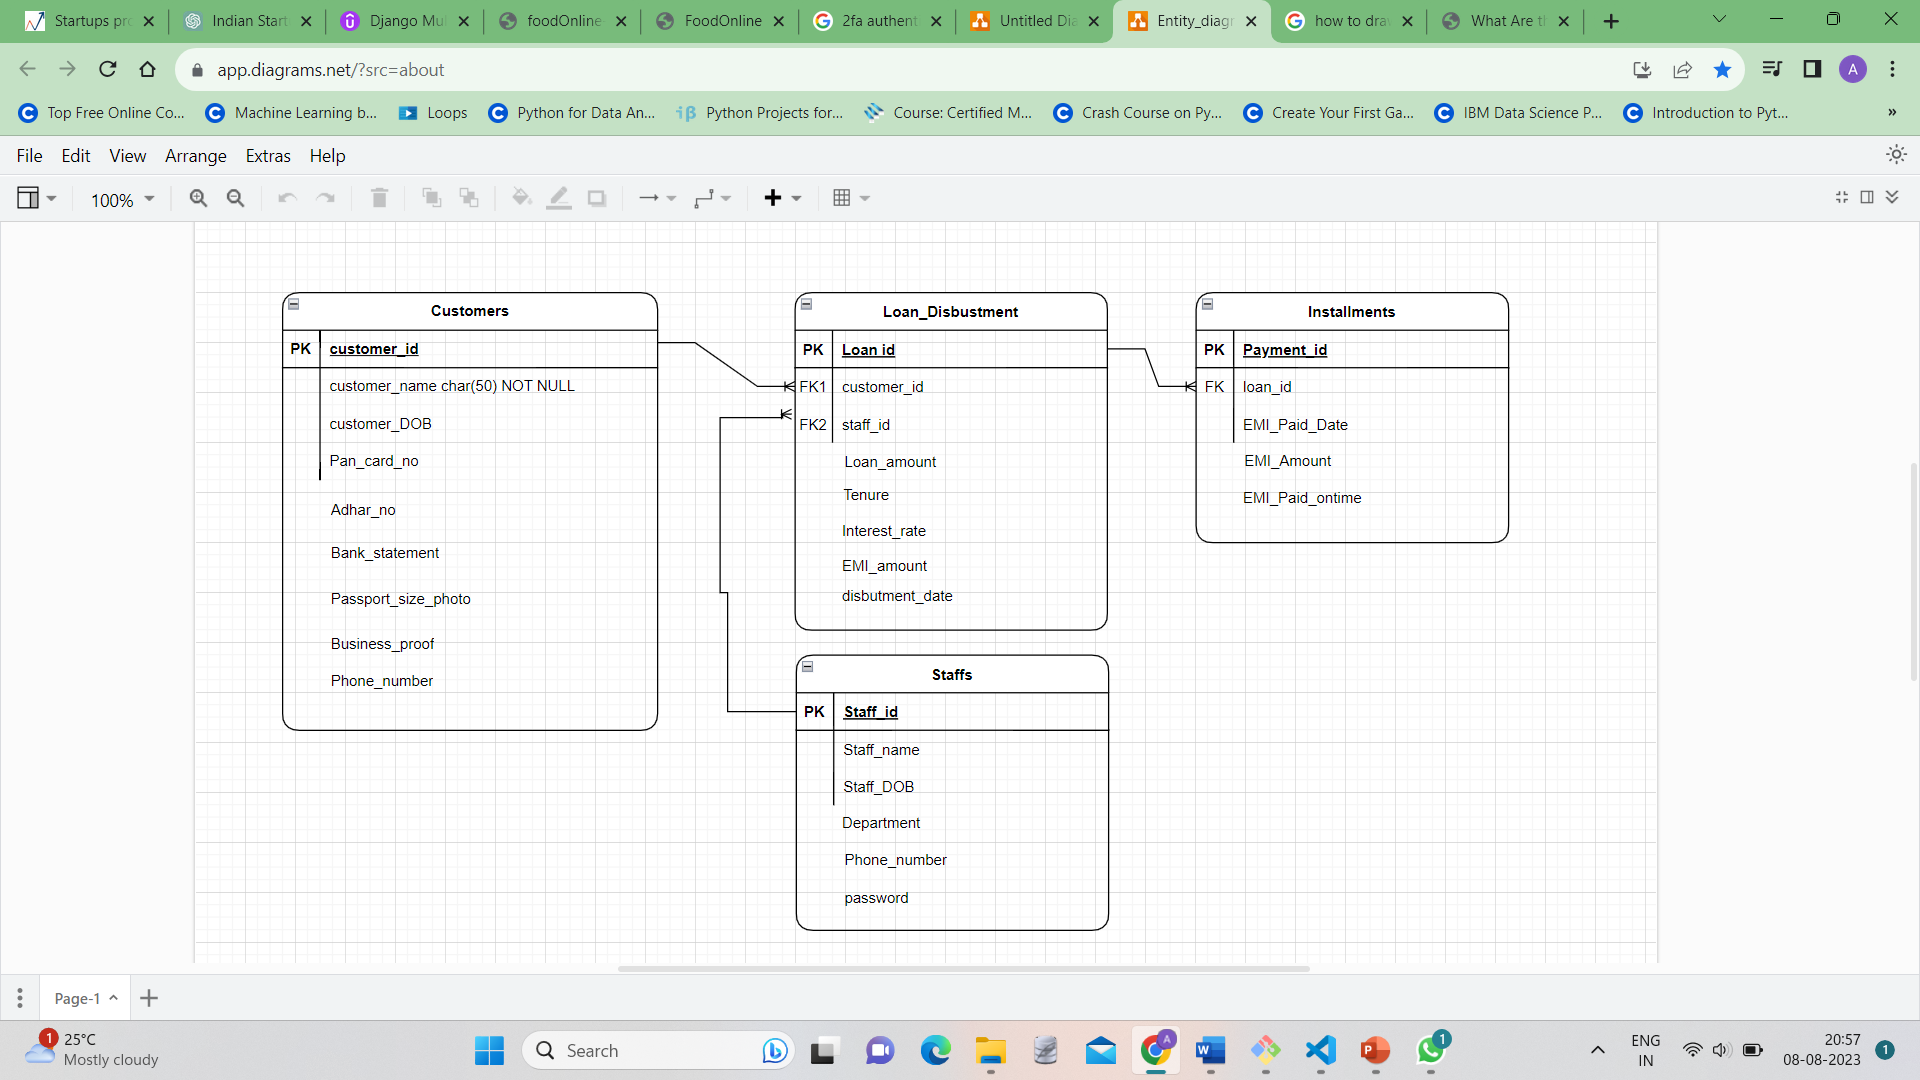 Startups pr
Indian Start
Django Mul
foodOnline
FoodOnline
2fa authent
Untitled Dia
Entity_diagr
how to dra
What Are t
app.diagrams.net/?src=about
A
Top Free Online Co...
Machine Learning b...
Loops
Python for Data An...
Python Projects for...
Course: Certified M...
Crash Course on Py...
Create Your First Ga...
IBM Data Science P...
Introduction to Pyt...
»
File Edit View Arrange Extras Help
100%
Customers
PK customer_id
customer_name char(50) NOT NULL
customer_DOB
Pan_card_no
Adhar_no
Bank_statement
Passport_size_photo
Business_proof
Phone_number
Loan_Disbustment
PK Loan id
FK1 customer_id
FK2 staff_id
Loan_amount
Tenure
Interest_rate
EMI_amount
disbutment_date
Installments
PK Payment_id
FK loan_id
EMI_Paid_Date
EMI_Amount
EMI_Paid_ontime
Staffs
PK Staff_id
Staff_name
Staff_DOB
Department
Phone_number
password
Page-1
1
25°C
Mostly cloudy
Search
A
1
ENG
IN
20:57
08-08-2023
1